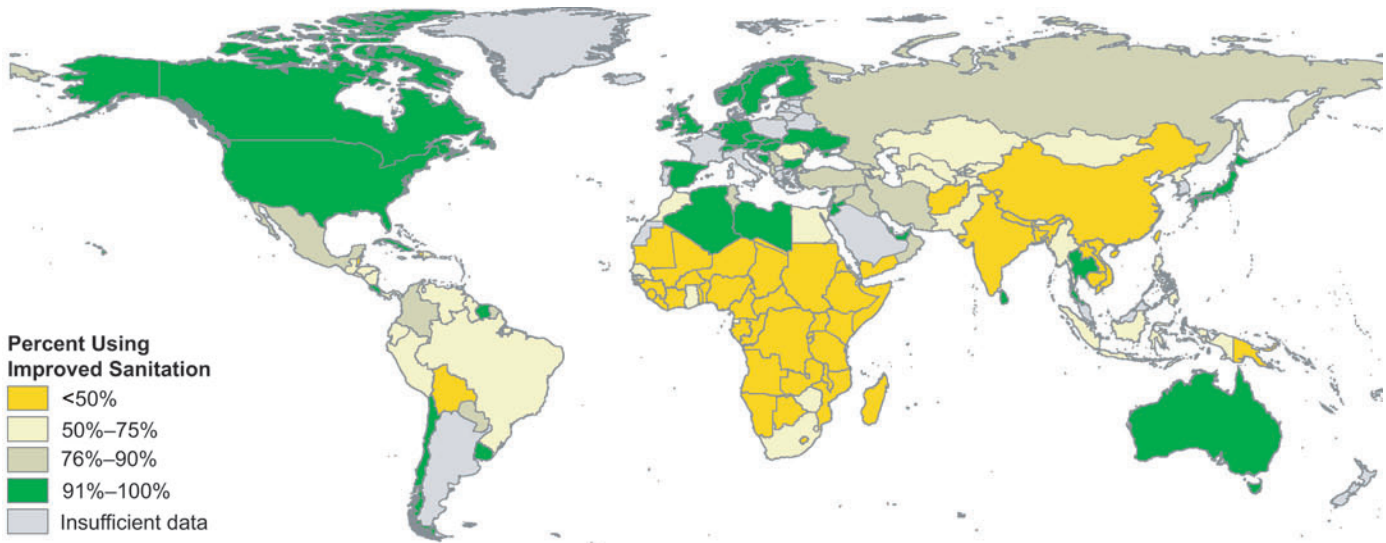 Percent Using
Improved Sanitation
<50%
50%–75%
76%–90%
91%–100%
Insufficient data